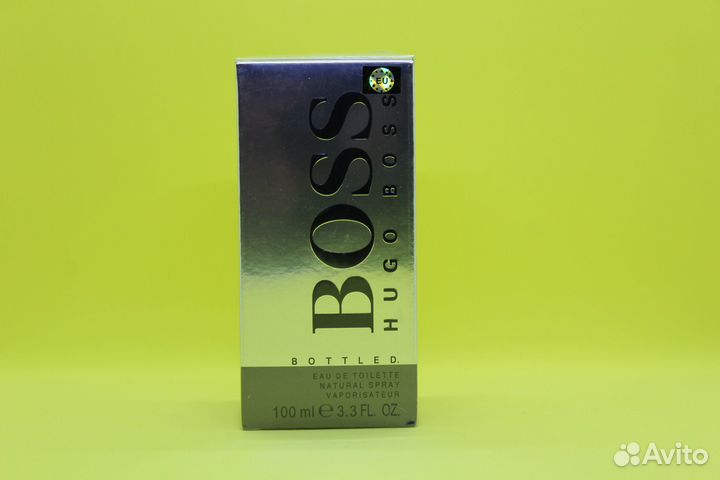 EU
BOSS
HUGO BOSS
BOTTLED.
EAU DE TOILETTE
NATURAL SPRAY
VAPORISATEUR
100 ml ℮ 3.3 FL. OZ.
Avito